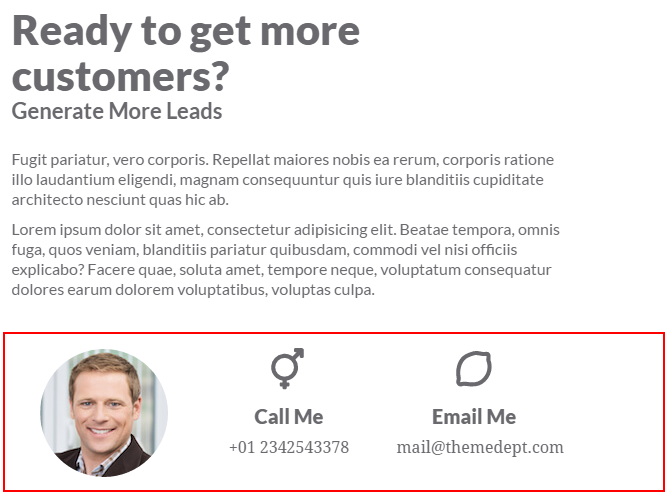 Ready to get more
customers?
Generate More Leads
Fugit pariatur, vero corporis. Repellat maiores nobis ea rerum, corporis ratione
illo laudantium eligendi, magnam consequuntur quis iure blanditiis cupiditate
architecto nesciunt quas hic ab.
Lorem ipsum dolor sit amet, consectetur adipisicing elit. Beatae tempora, omnis
fuga, quos veniam, blanditiis pariatur quibusdam, commodi vel nisi officiis
explicabo? Facere quae, soluta amet, tempore neque, voluptatum consequatur
dolores earum dolorem voluptatibus, voluptas culpa.
Call Me
+01 2342543378
Email Me
mail@themedept.com